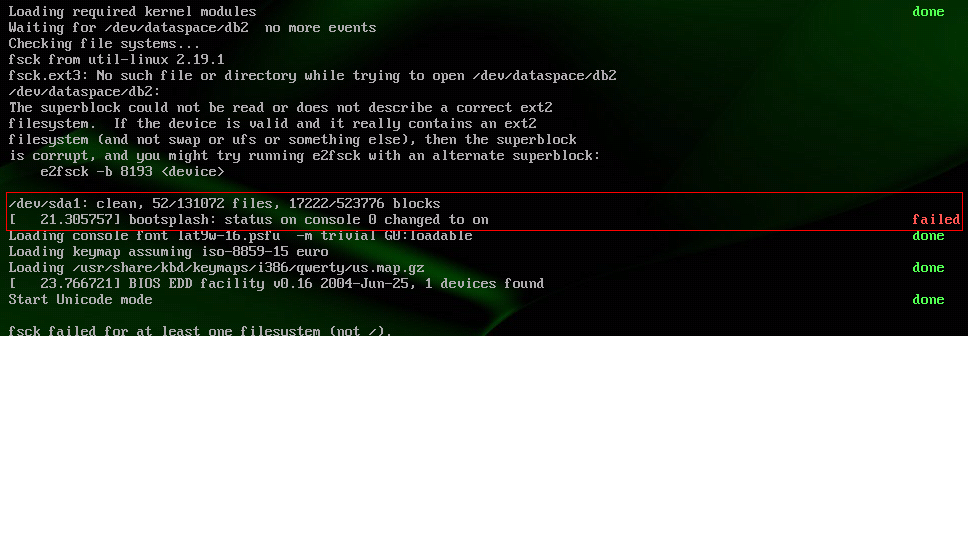 Loading required kernel modules done
Waiting for /dev/dataspace/db2  no more events
Checking file systems...
fsck from util-linux 2.19.1
fsck.ext3: No such file or directory while trying to open /dev/dataspace/db2
/dev/dataspace/db2:
The superblock could not be read or does not describe a correct ext2
filesystem.  If the device is valid and it really contains an ext2
filesystem (and not swap or ufs or something else), then the superblock
is corrupt, and you might try running e2fsck with an alternate superblock:
    e2fsck -b 8193 <device>
/dev/sda1: clean, 52/131072 files, 17222/523776 blocks
[   21.305757] bootsplash: status on console 0 changed to on failed
Loading console font lat9w-16.psfu  -m trivial G0:loadable done
Loading keymap assuming iso-8859-15 euro
Loading /usr/share/kbd/keymaps/i386/qwerty/us.map.gz done
[   23.766721] BIOS EDD facility v0.16 2004-Jun-25, 1 devices found
Start Unicode mode done
fsck failed for at least one filesystem (not /).